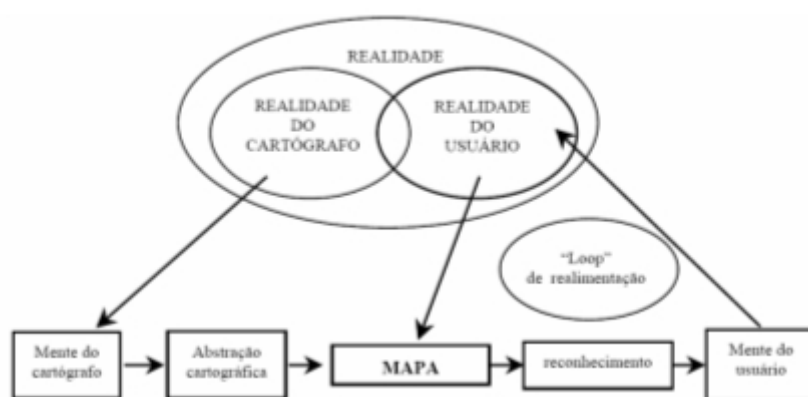 REALIDADE
REALIDADE
DO
CARTÓGRAFO
REALIDADE
DO
USUÁRIO
"Loop"
de realimentação
Mente do
cartógrafo
Abstração
cartográfica
MAPA
reconhecimento
Mente do
usuário